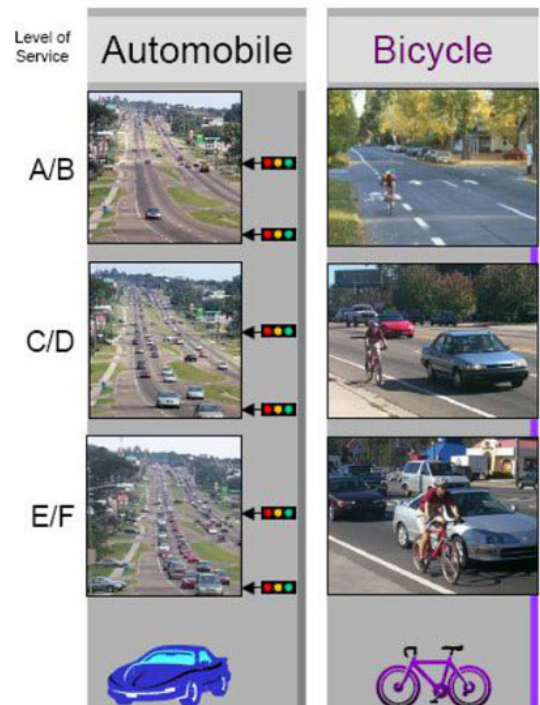 Level of
Service
Automobile
Bicycle
A/B
C/D
E/F